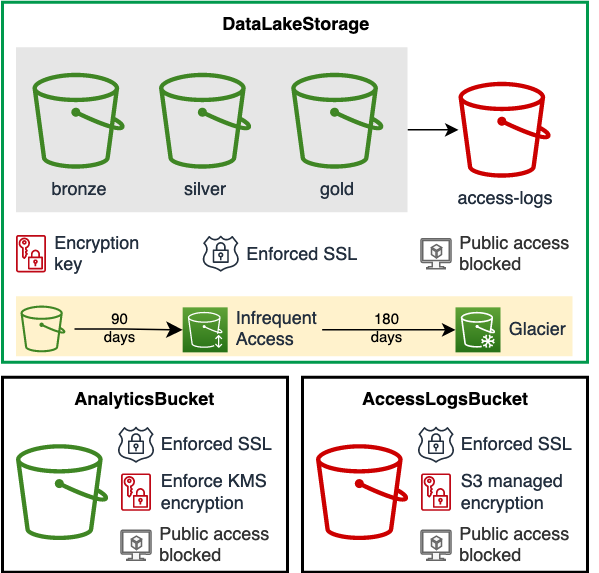 DataLakeStorage
bronze
silver
gold
access-logs
Encryption
key
Enforced SSL
Public access
blocked
90
days
Infrequent
Access
180
days
Glacier
AnalyticsBucket
Enforced SSL
Enforce KMS
encryption
Public access
blocked
AccessLogsBucket
Enforced SSL
S3 managed
encryption
Public access
blocked